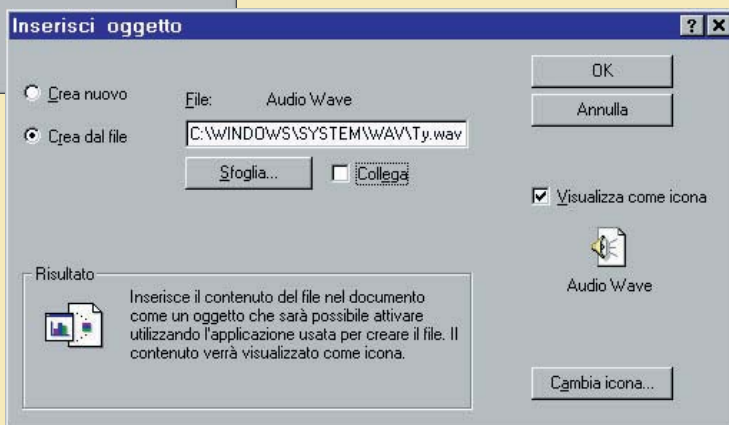 Inserisci oggetto
Crea nuovo
Crea dal file
File: Audio Wave
C:\WINDOWS\SYSTEM\WAV\Ty.wav
Sfoglia...
Collega
OK
Annulla
Visualizza come icona
Audio Wave
Cambia icona...
Risultato
Inserisce il contenuto del file nel documento
come un oggetto che sarà possibile attivare
utilizzando l'applicazione usata per creare il file. Il
contenuto verrà visualizzato come icona.